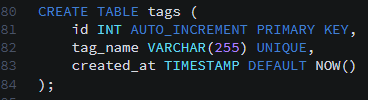 80 CREATE TABLE tags (
81     id INT AUTO_INCREMENT PRIMARY KEY,
82     tag_name VARCHAR(255) UNIQUE,
83     created_at TIMESTAMP DEFAULT NOW()
84 );